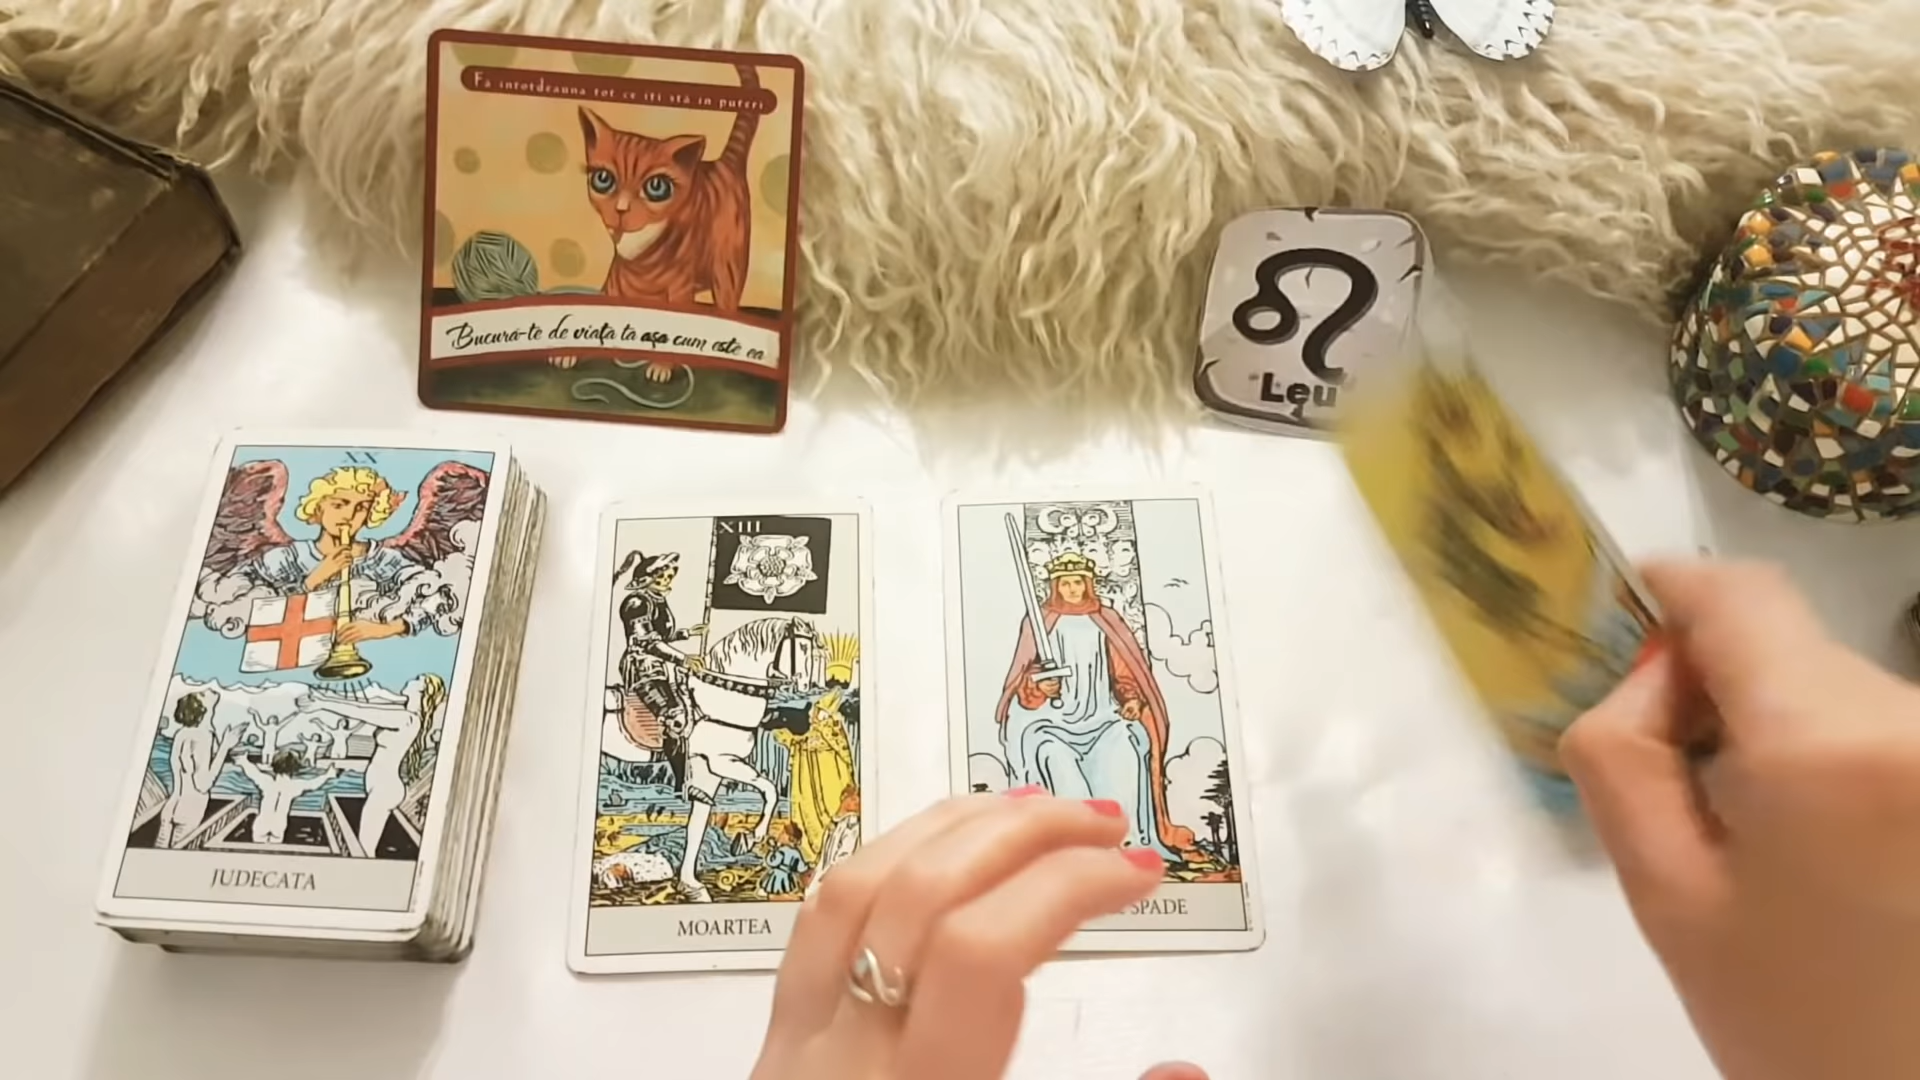 Fă întotdeauna tot ce îți stă în puteri
Bucură-te de viața ta așa cum este ea
Leu
XX
JUDECATA
XIII
MOARTEA
SPADE